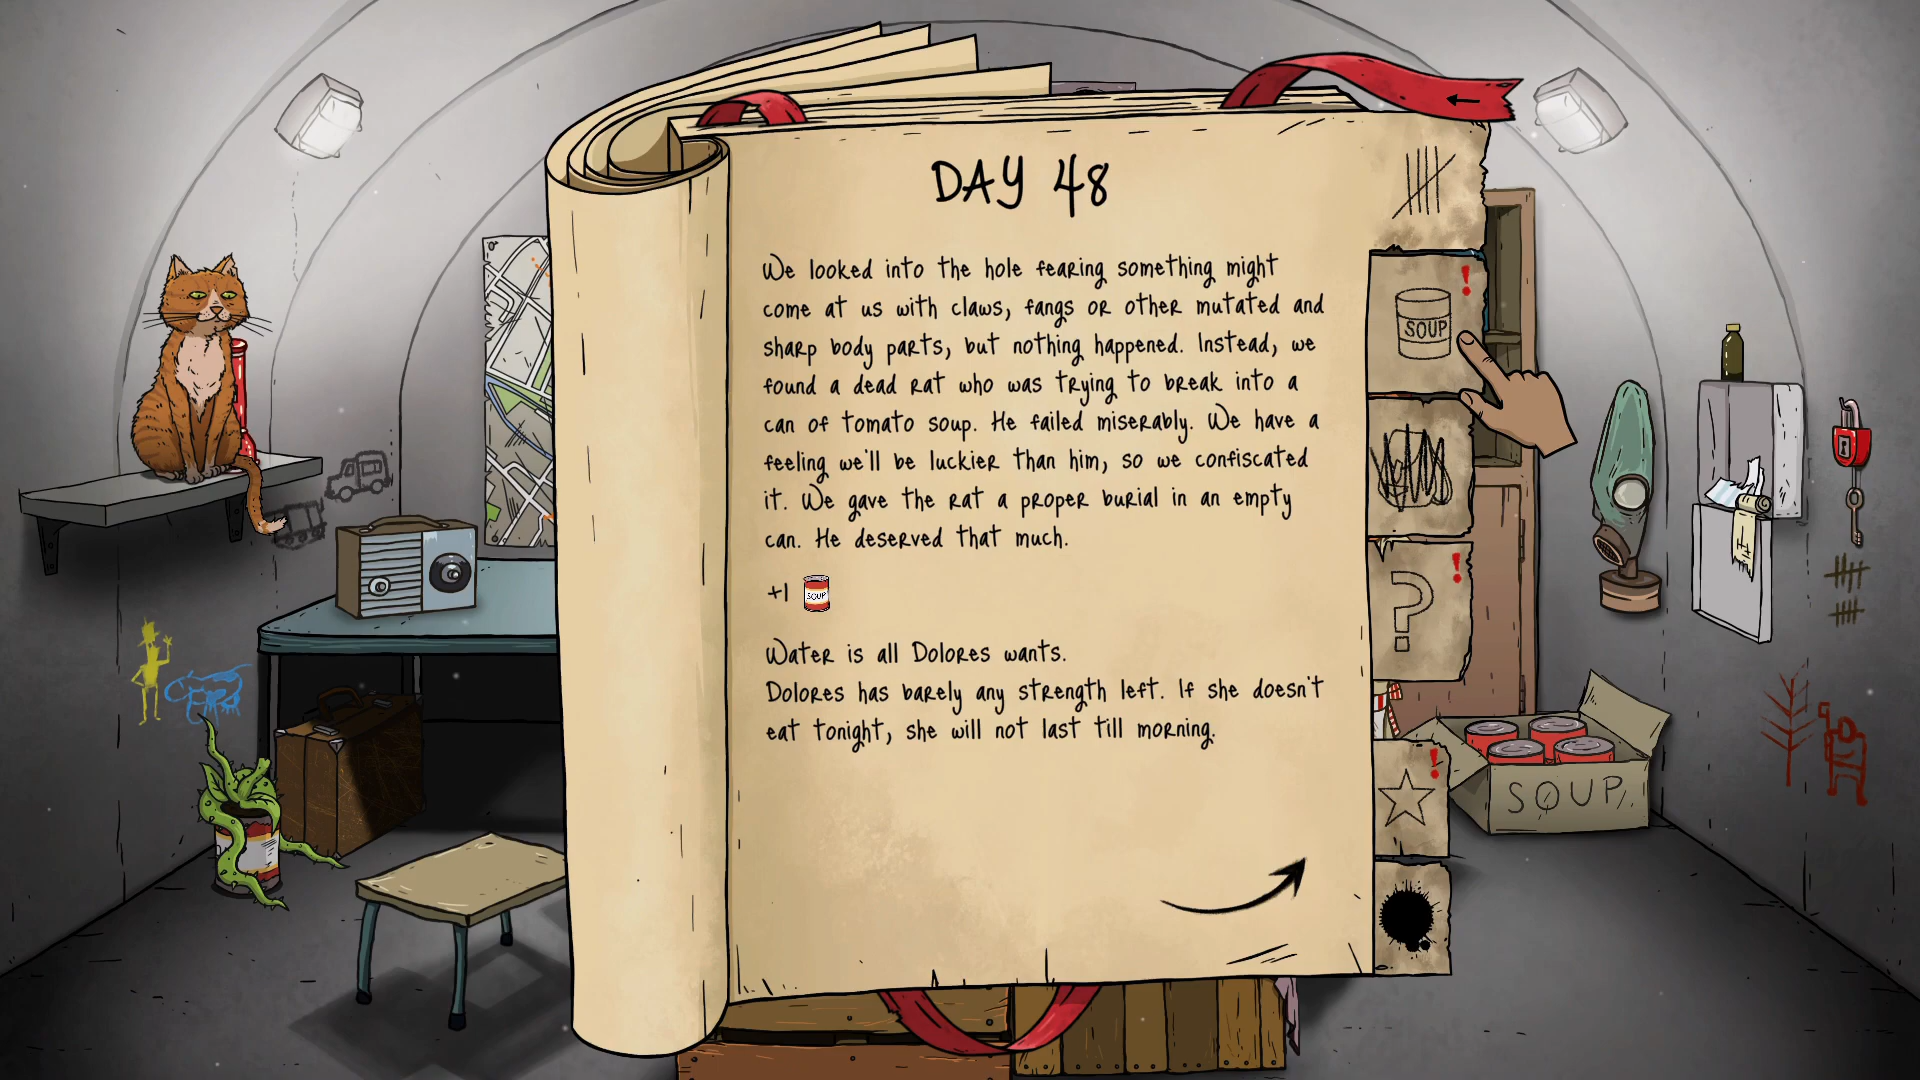 DAY 48
We looked into the hole fearing something might
come at us with claws, fangs or other mutated and
sharp body parts, but nothing happened. Instead, we
found a dead rat who was trying to break into a
can of tomato soup. He failed miserably. We have a
feeling we'll be luckier than him, so we confiscated
it. We gave the rat a proper burial in an empty
can. He deserved that much.
+1 SOUP
Water is all Dolores wants.
Dolores has barely any strength left. If she doesn't
eat tonight, she will not last till morning.
!
SOUP
!
?
!
SOUP